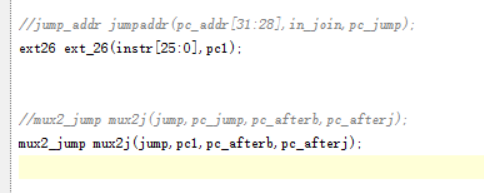 //jump_addr jumpaddr(pc_addr[31:28],in_join,pc_jump);
ext26 ext_26(instr[25:0],pc1);
//mux2_jump mux2j(jump,pc_jump,pc_afterb,pc_afterj);
mux2_jump mux2j(jump,pc1,pc_afterb,pc_afterj);